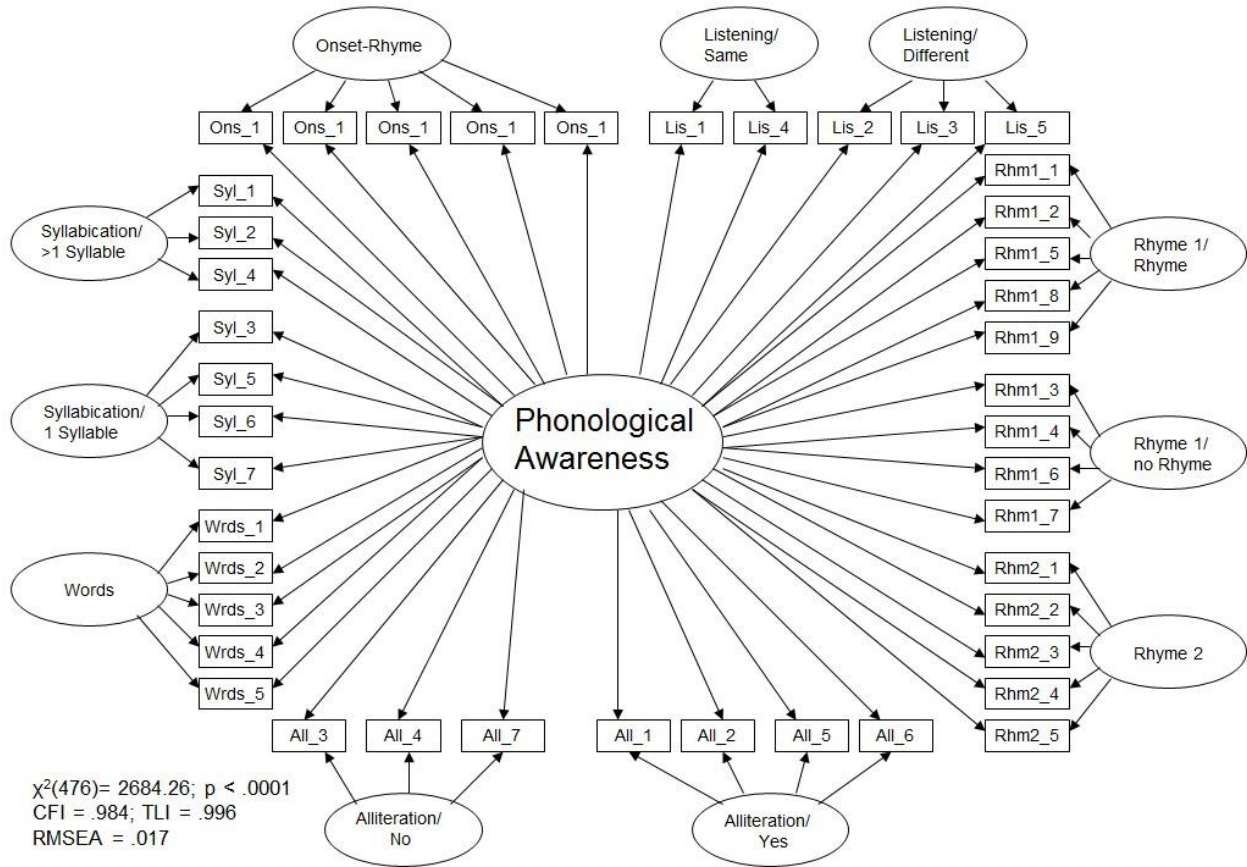 Onset-Rhyme
Listening/
Same
Listening/
Different
Ons_1
Ons_1
Ons_1
Ons_1
Ons_1
Lis_1
Lis_4
Lis_2
Lis_3
Lis_5
Syllabication/
>1 Syllable
Syl_1
Syl_2
Syl_4
Syllabication/
1 Syllable
Syl_3
Syl_5
Syl_6
Syl_7
Words
Wrds_1
Wrds_2
Wrds_3
Wrds_4
Wrds_5
Phonological
Awareness
Rhm1_1
Rhm1_2
Rhm1_5
Rhm1_8
Rhm1_9
Rhyme 1/
Rhyme
Rhm1_3
Rhm1_4
Rhm1_6
Rhm1_7
Rhyme 1/
no Rhyme
Rhm2_1
Rhm2_2
Rhm2_3
Rhm2_4
Rhm2_5
Rhyme 2
All_3
All_4
All_7
All_1
All_2
All_5
All_6
Alliteration/
No
Alliteration/
Yes
χ²(476)= 2684.26; p < .0001
CFI = .984; TLI = .996
RMSEA = .017